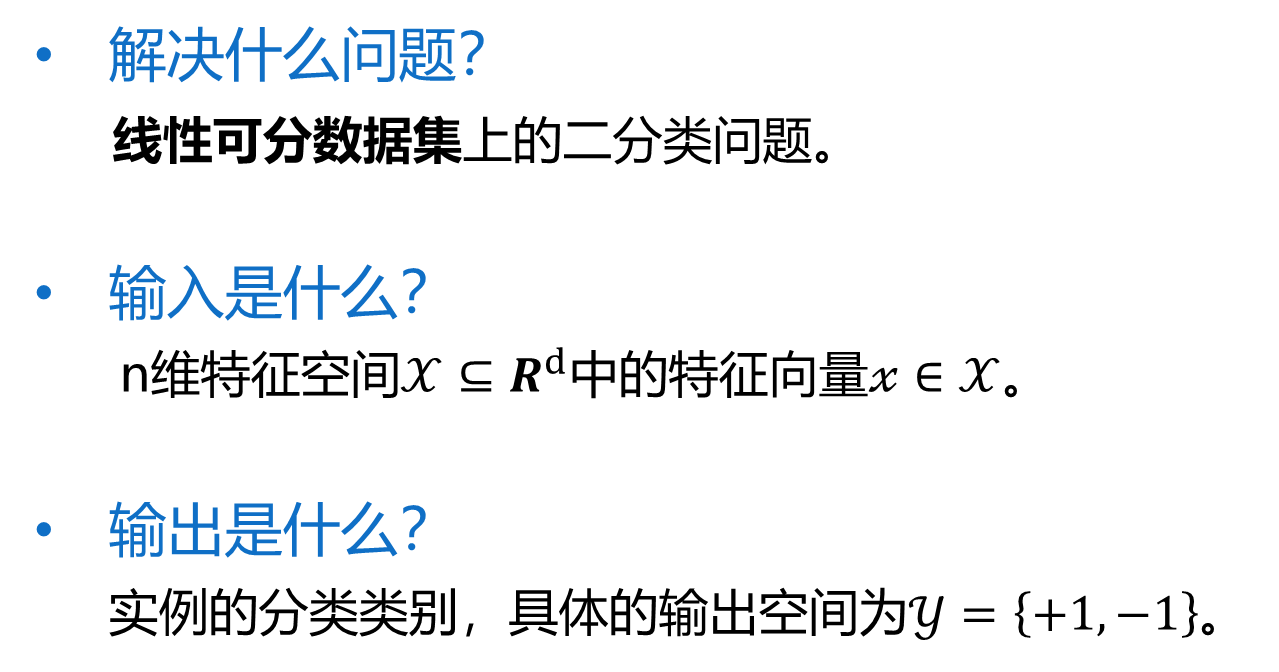 • 解决什么问题?
线性可分数据集上的二分类问题。
• 输入是什么?
n维特征空间𝒳 ⊆ 𝑹ᵈ中的特征向量𝑥 ∈ 𝒳。
• 输出是什么?
实例的分类类别，具体的输出空间为𝒴 = {+1, −1}。